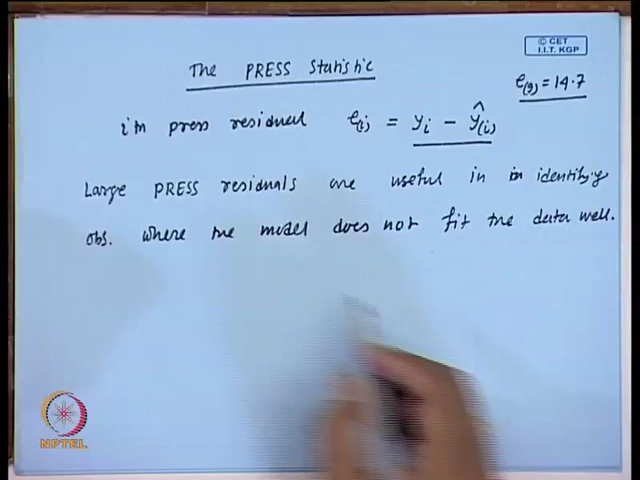 © CET
I.I.T. KGP
The PRESS Statistic
e(9) = 14.7
i'th press residual e(i) = yi − ŷ(i)
Large PRESS residuals are useful in in identifying
obs. where the model does not fit the data well.
NPTEL